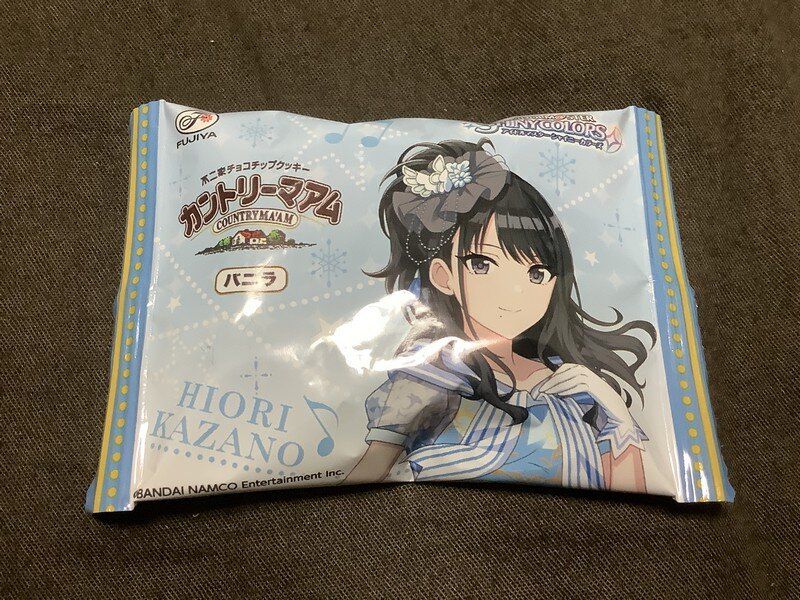 FUJIYA
SHINYCOLORS
アイドルマスター シャイニーカラーズ
不二家チョコチップクッキー
カントリーマアム
COUNTRY MA'AM
バニラ
HIORI
KAZANO
BANDAI NAMCO Entertainment Inc.